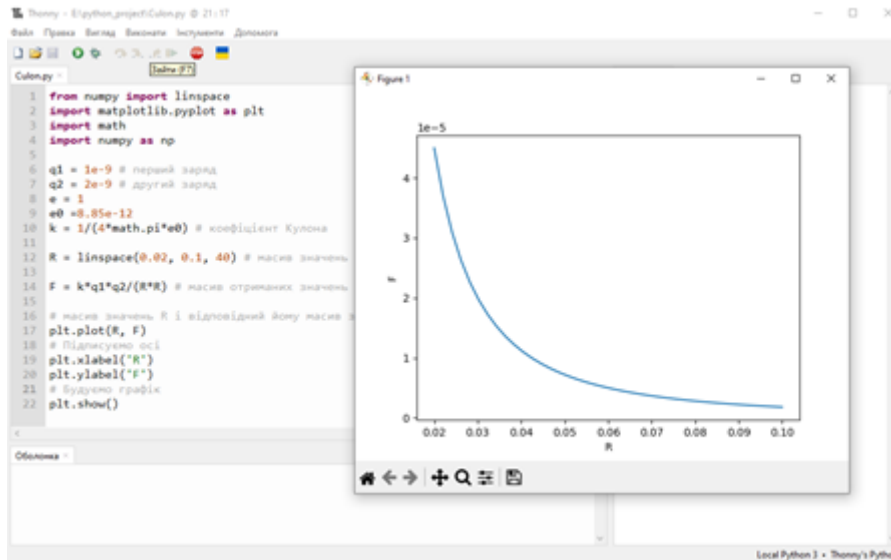 Thonny - E:\python_project\Culon.py @ 21:17
Файл Правка Вигляд Виконати Інструменти Допомога
Зайти (F7)
Culon.py
1 from numpy import linspace
2 import matplotlib.pyplot as plt
3 import math
4 import numpy as np
5
6 q1 = 1e-9 # перший заряд
7 q2 = 2e-9 # другий заряд
8 e = 1
9 e0 =8.85e-12
10 k = 1/(4*math.pi*e0) # коефіцієнт Кулона
11
12 R = linspace(0.02, 0.1, 40) # масив значень
13
14 F = k*q1*q2/(R*R) # масив отриманих значень
15
16 # масив значень R і відповідний йому масив з
17 plt.plot(R, F)
18 # Підписуємо осі
19 plt.xlabel("R")
20 plt.ylabel("F")
21 # Будуємо графік
22 plt.show()
Оболонка
Figure 1
1e-5
4
3
F
2
1
0
0.02 0.03 0.04 0.05 0.06 0.07 0.08 0.09 0.10
R
Local Python 3 • Thonny's Pytho